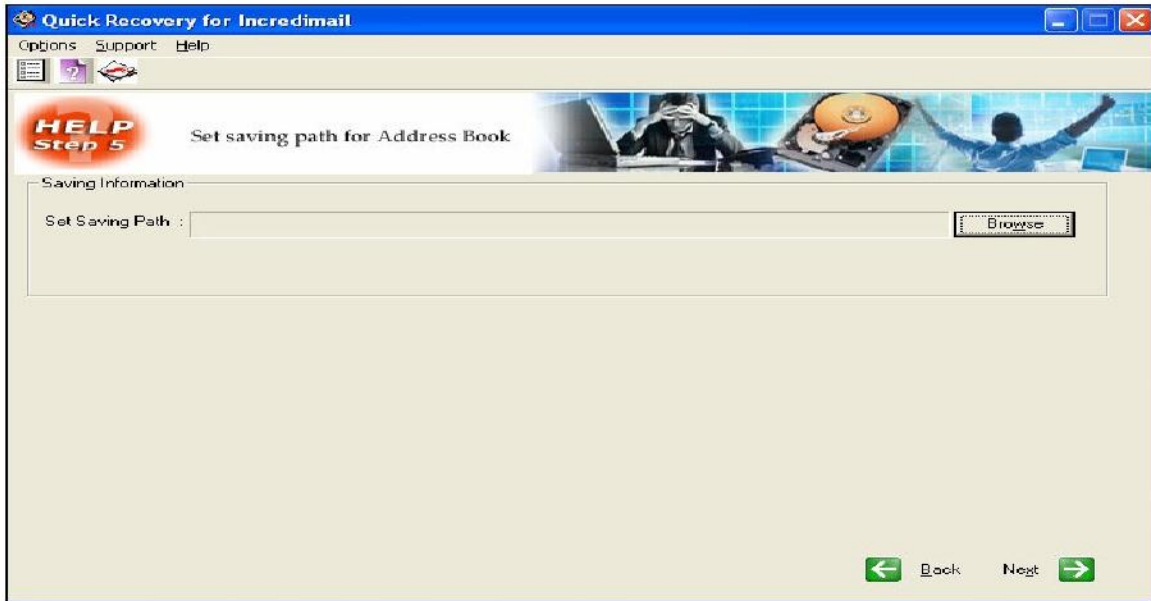 Quick Recovery for Incredimail
Options Support Help
HELP
Step 5
Set saving path for Address Book
Saving Information
Set Saving Path :
Browse
Back Next